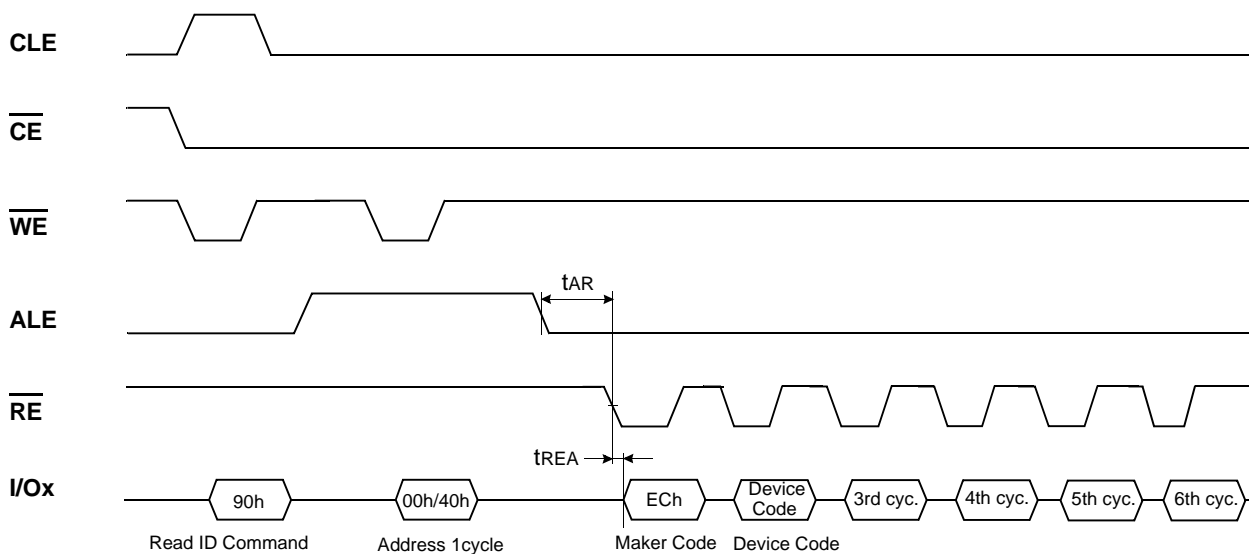 CLE
CE
WE
tAR
ALE
RE
tREA
I/Ox
90h
00h/40h
ECh
Device
Code
3rd cyc.
4th cyc.
5th cyc.
6th cyc.
Read ID Command
Address 1cycle
Maker Code
Device Code